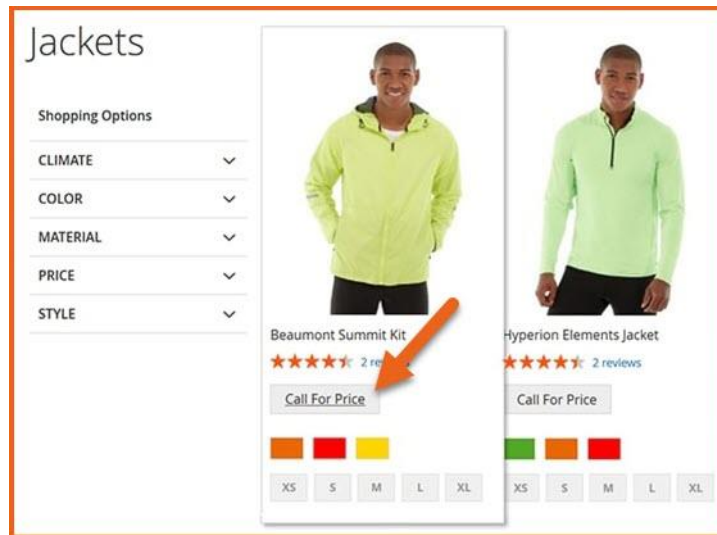 Jackets
Shopping Options
CLIMATE
COLOR
MATERIAL
PRICE
STYLE
Beaumont Summit Kit
2
Call For Price
XS S M L XL
Hyperion Elements Jacket
2 reviews
Call For Price
XS S M L XL